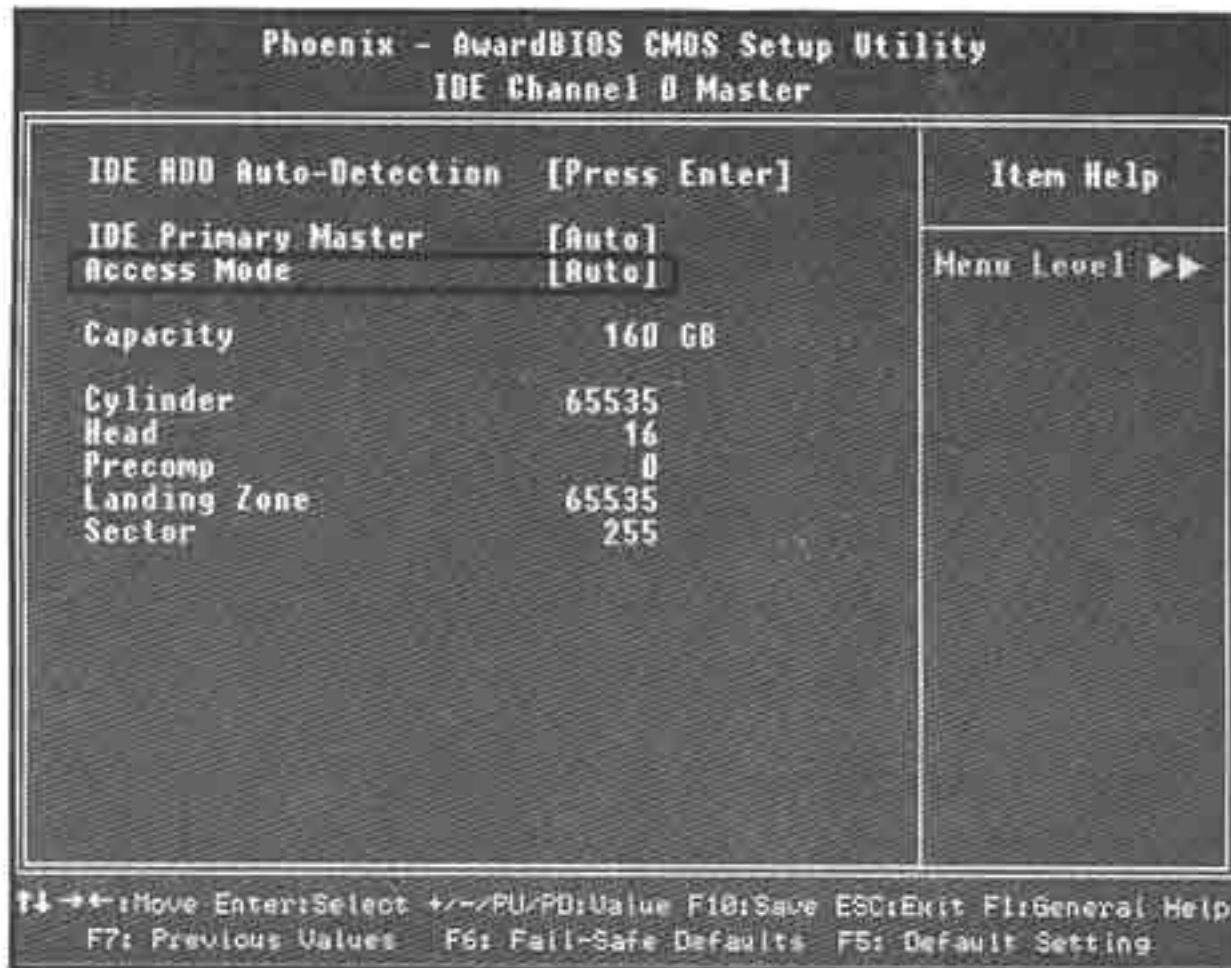 Phoenix - AwardBIOS CMOS Setup Utility
IDE Channel 0 Master
IDE HDD Auto-Detection [Press Enter]
Item Help
IDE Primary Master [Auto]
Access Mode [Auto]
Menu Level ▶▶
Capacity 160 GB
Cylinder 65535
Head 16
Precomp 0
Landing Zone 65535
Sector 255
↑↓→←:Move Enter:Select +/-/PU/PD:Value F10:Save ESC:Exit F1:General Help
F7: Previous Values F6: Fail-Safe Defaults F5: Default Setting